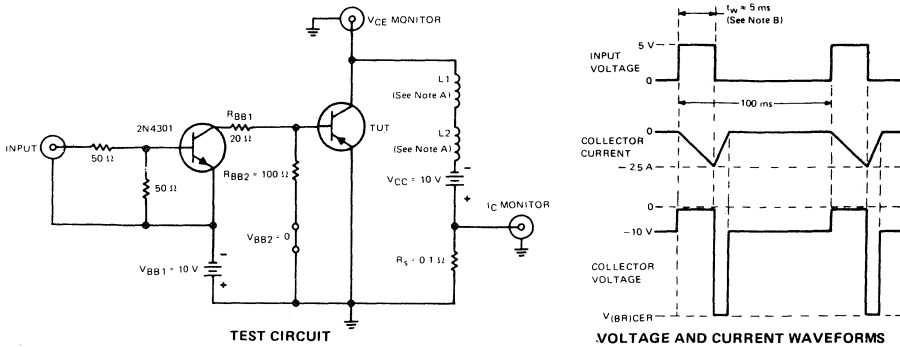 VCE MONITOR
L1
(See Note A)
RBB1
20 Ω
2N4301
TUT
L2
(See Note A)
INPUT
50 Ω
RBB2 = 100 Ω
VCC = 10 V
-
+
50 Ω
IC MONITOR
VBB2 = 0
VBB1 = 10 V
-
+
Rs = 0.1 Ω
TEST CIRCUIT
tw ≈ 5 ms
(See Note B)
5 V
INPUT
VOLTAGE
0
100 ms
0
COLLECTOR
CURRENT
-2.5 A
0
-10 V
COLLECTOR
VOLTAGE
V(BR)CER
VOLTAGE AND CURRENT WAVEFORMS